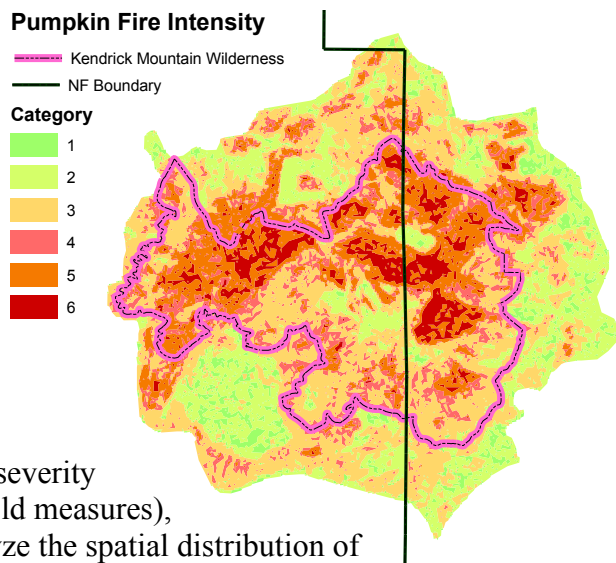 Pumpkin Fire Intensity
Kendrick Mountain Wilderness
NF Boundary
Category
1
2
3
4
5
6
severity
ld measures),
yze the spatial distribution of